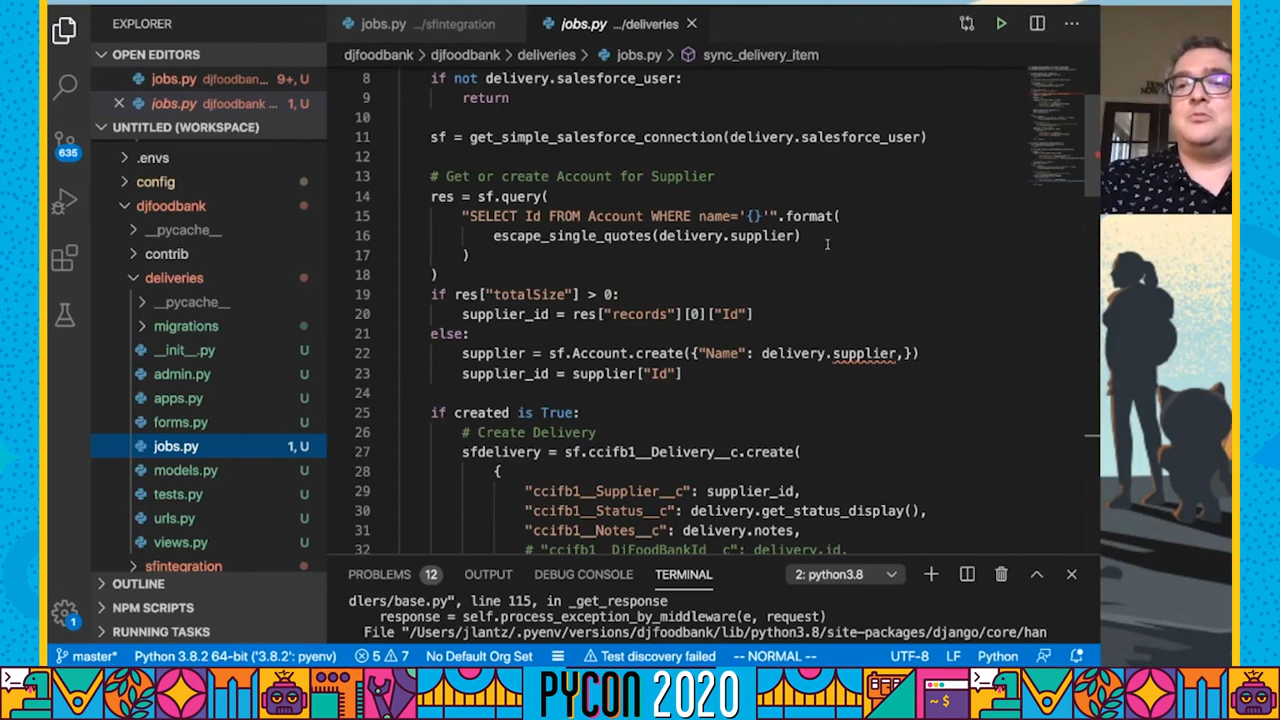 EXPLORER
OPEN EDITORS
jobs.py djfoodban... 9+, U
jobs.py djfoodbank ... 1, U
UNTITLED (WORKSPACE)
.envs
config
djfoodbank
__pycache__
contrib
deliveries
__pycache__
migrations
__init__.py U
admin.py U
apps.py U
forms.py U
jobs.py 1, U
models.py U
tests.py U
urls.py U
views.py U
sfintegration
OUTLINE
NPM SCRIPTS
RUNNING TASKS
635
1
jobs.py .../sfintegration
jobs.py .../deliveries
djfoodbank > djfoodbank > deliveries > jobs.py > sync_delivery_item
if not delivery.salesforce_user:
9 return
10
11 sf = get_simple_salesforce_connection(delivery.salesforce_user)
12
13 # Get or create Account for Supplier
14 res = sf.query(
15 "SELECT Id FROM Account WHERE name='{}'".format(
16 escape_single_quotes(delivery.supplier)
17 )
18 )
19 if res["totalSize"] > 0:
20 supplier_id = res["records"][0]["Id"]
21 else:
22 supplier = sf.Account.create({"Name": delivery.supplier,})
23 supplier_id = supplier["Id"]
24
25 if created is True:
26 # Create Delivery
27 sfdelivery = sf.ccifb1__Delivery__c.create(
28 {
29 "ccifb1__Supplier__c": supplier_id,
30 "ccifb1__Status__c": delivery.get_status_display(),
31 "ccifb1__Notes__c": delivery.notes,
32 # "ccifb1__DjFoodBankId__c": delivery.id,
PROBLEMS 12 OUTPUT DEBUG CONSOLE TERMINAL 2: python3.8
dlers/base.py", line 115, in _get_response
response = self.process_exception_by_middleware(e, request)
File "/Users/jlantz/.pyenv/versions/djfoodbank/lib/python3.8/site-packages/django/core/han
master* Python 3.8.2 64-bit ('3.8.2': pyenv) 5 7 No Default Org Set Test discovery failed -- NORMAL -- UTF-8 LF Python
PYCON 2020
~$